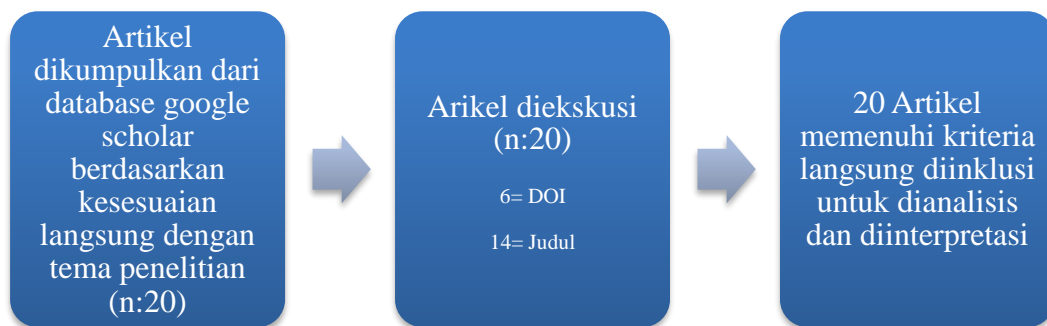 Artikel
dikumpulkan dari
database google
scholar
berdasarkan
kesesuaian
langsung dengan
tema penelitian
(n:20)
Arikel diekskusi
(n:20)
6= DOI
14= Judul
20 Artikel
memenuhi kriteria
langsung diinklusi
untuk dianalisis
dan diinterpretasi